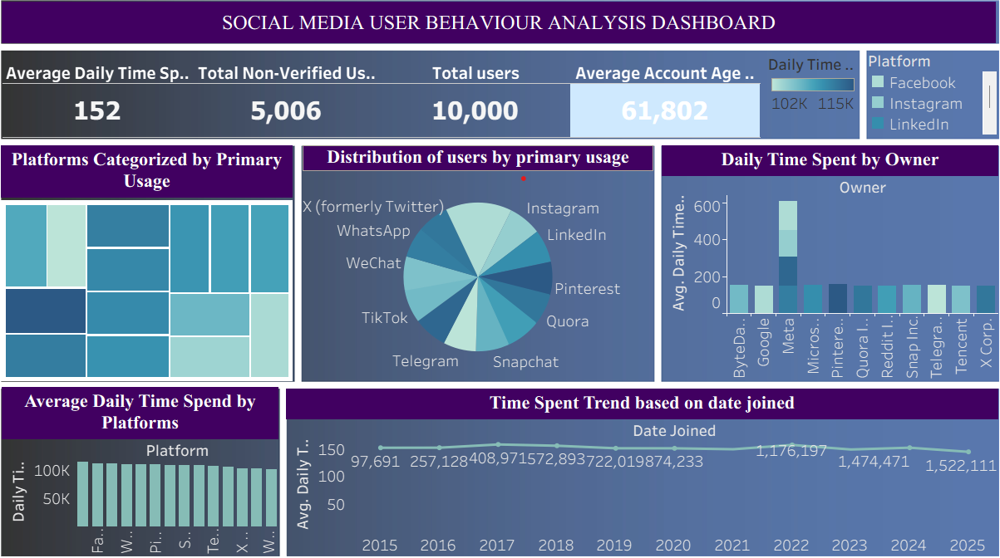 SOCIAL MEDIA USER BEHAVIOUR ANALYSIS DASHBOARD
Average Daily Time Sp..
Total Non-Verified Us..
Total users
Average Account Age ..
152
5,006
10,000
61,802
Daily Time ..
102K 115K
Platform
Facebook
Instagram
LinkedIn
Platforms Categorized by Primary
Usage
Distribution of users by primary usage
X (formerly Twitter)
WhatsApp
WeChat
TikTok
Telegram
Instagram
LinkedIn
Pinterest
Quora
Snapchat
Daily Time Spent by Owner
Owner
Avg. Daily Time..
600
400
200
0
ByteDa..
Google
Meta
Micros..
Pintere..
Quora I..
Reddit I..
Snap Inc.
Telegra..
Tencent
X Corp.
Average Daily Time Spend by
Platforms
Platform
Daily Ti..
100K
50K
Fa..
W..
Pi..
S..
Te..
X ..
W..
Time Spent Trend based on date joined
Date Joined
Avg. Daily T..
150
100
50
97,691
257,128
408,971
572,893
722,019
874,233
1,176,197
1,474,471
1,522,111
2015 2016 2017 2018 2019 2020 2021 2022 2023 2024 2025